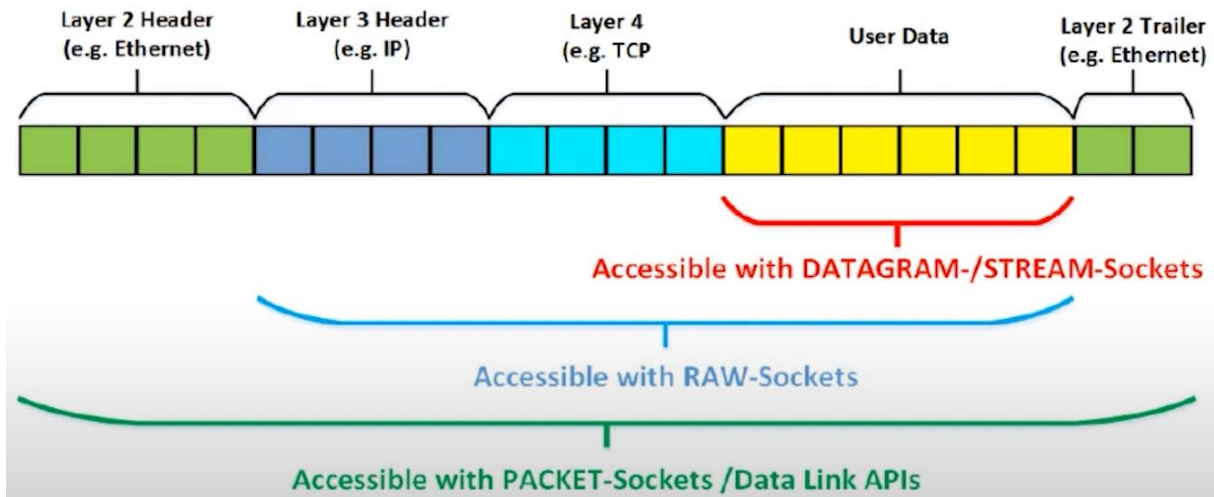 Layer 2 Header
(e.g. Ethernet)
Layer 3 Header
(e.g. IP)
Layer 4
(e.g. TCP
User Data
Layer 2 Trailer
(e.g. Ethernet)
Accessible with DATAGRAM-/STREAM-Sockets
Accessible with RAW-Sockets
Accessible with PACKET-Sockets /Data Link APIs